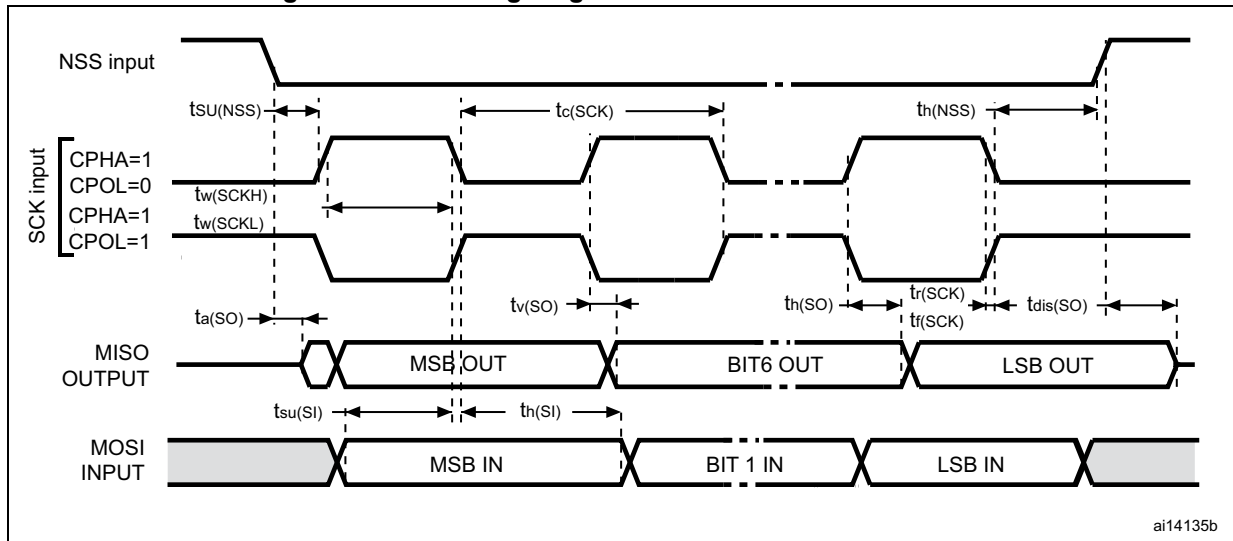 NSS input
tSU(NSS)
tc(SCK)
th(NSS)
SCK input
CPHA=1
CPOL=0
tw(SCKH)
CPHA=1
tw(SCKL)
CPOL=1
ta(SO)
tv(SO)
th(SO)
tr(SCK)
tf(SCK)
tdis(SO)
MISO
OUTPUT
MSB OUT
BIT6 OUT
LSB OUT
tsu(SI)
th(SI)
MOSI
INPUT
MSB IN
BIT 1 IN
LSB IN
ai14135b